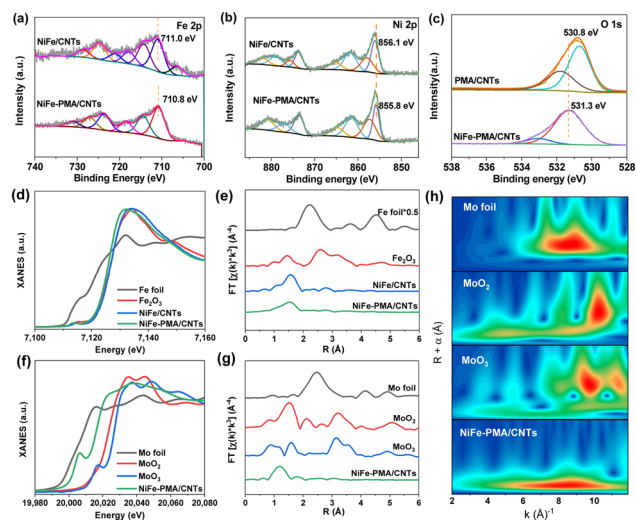 (a)
Fe 2p
NiFe/CNTs
711.0 eV
NiFe-PMA/CNTs
710.8 eV
Intensity (a.u.)
740 730 720 710 700
Binding energy (eV)
(b)
Ni 2p
NiFe/CNTs
856.1 eV
NiFe-PMA/CNTs
855.8 eV
Intensity (a.u.)
880 870 860 850
Binding Energy (eV)
(c)
O 1s
530.8 eV
PMA/CNTs
531.3 eV
NiFe-PMA/CNTs
Intensity(a.u.)
538 536 534 532 530 528
Binding energy (eV)
(d)
XANES (a.u.)
Fe foil
Fe₂O₃
NiFe/CNTs
NiFe-PMA/CNTs
7,100 7,120 7,140 7,160
Energy (eV)
(e)
FT [χ(k)*k³] (Å⁻⁴)
Fe foil*0.5
Fe₂O₃
NiFe/CNTs
NiFe-PMA/CNTs
0 1 2 3 4 5 6
R (Å)
(f)
XANES (a.u.)
Mo foil
MoO₂
MoO₃
NiFe-PMA/CNTs
19,980 20,000 20,020 20,040 20,060 20,080
Energy (eV)
(g)
FT [χ(k)*k³] (Å⁻⁴)
Mo foil
MoO₂
MoO₃
NiFe-PMA/CNTs
0 1 2 3 4 5 6
R (Å)
(h)
Mo foil
MoO₂
MoO₃
NiFe-PMA/CNTs
R + α (Å)
2 4 6 8 10 12
k (Å)⁻¹